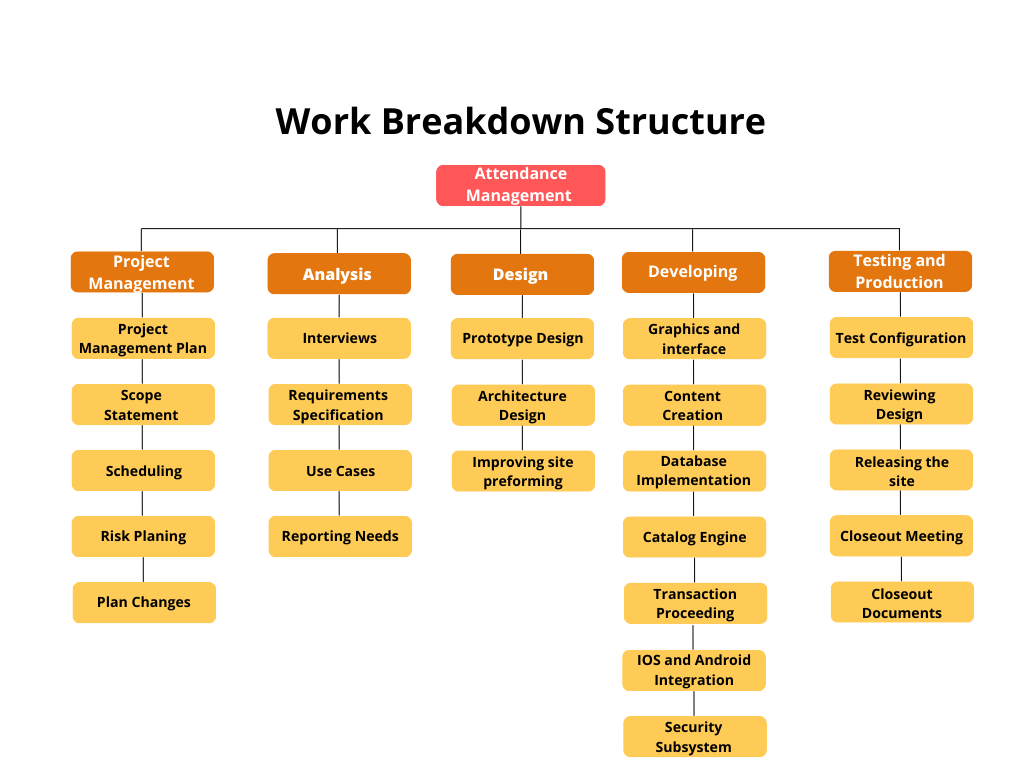 Work Breakdown Structure
Attendance
Management
Project
Management
Project
Management Plan
Scope
Statement
Scheduling
Risk Planing
Plan Changes
Analysis
Interviews
Requirements
Specification
Use Cases
Reporting Needs
Design
Prototype Design
Architecture
Design
Improving site
preforming
Developing
Graphics and
interface
Content
Creation
Database
Implementation
Catalog Engine
Transaction
Proceeding
IOS and Android
Integration
Security
Subsystem
Testing and
Production
Test Configuration
Reviewing
Design
Releasing the
site
Closeout Meeting
Closeout
Documents